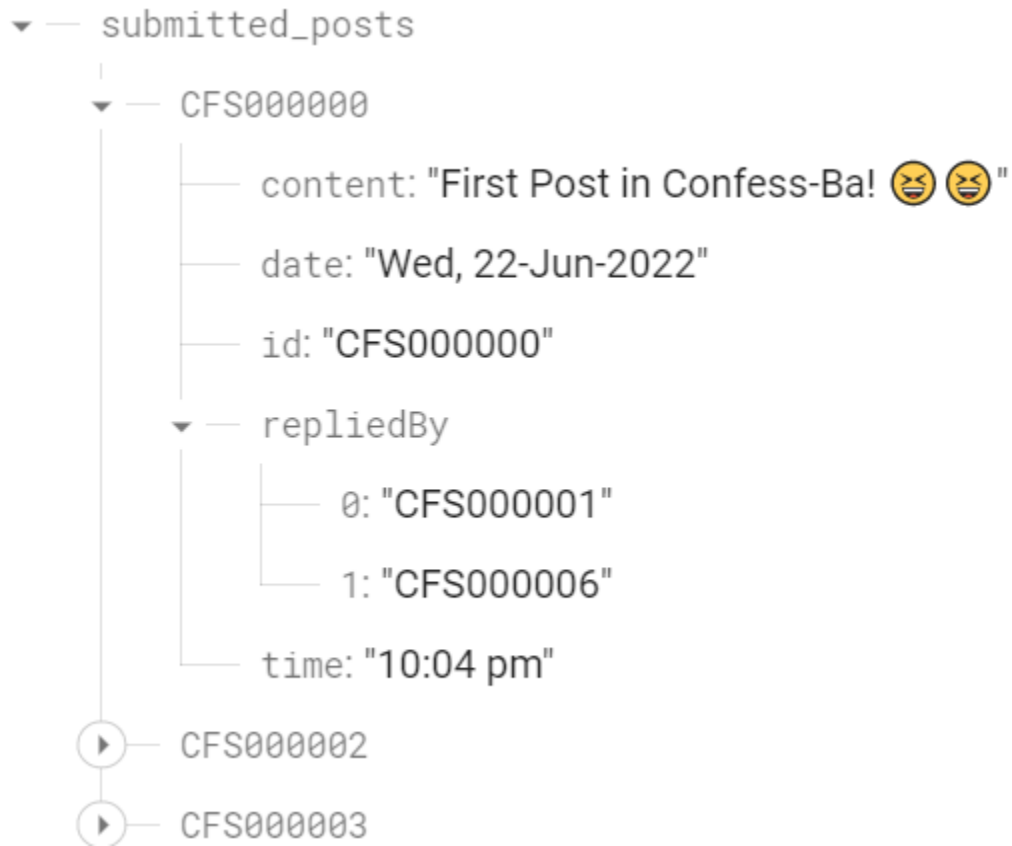 submitted_posts
CFS000000
content: "First Post in Confess-Ba! 😆😆"
date: "Wed, 22-Jun-2022"
id: "CFS000000"
repliedBy
0: "CFS000001"
1: "CFS000006"
time: "10:04 pm"
CFS000002
CFS000003